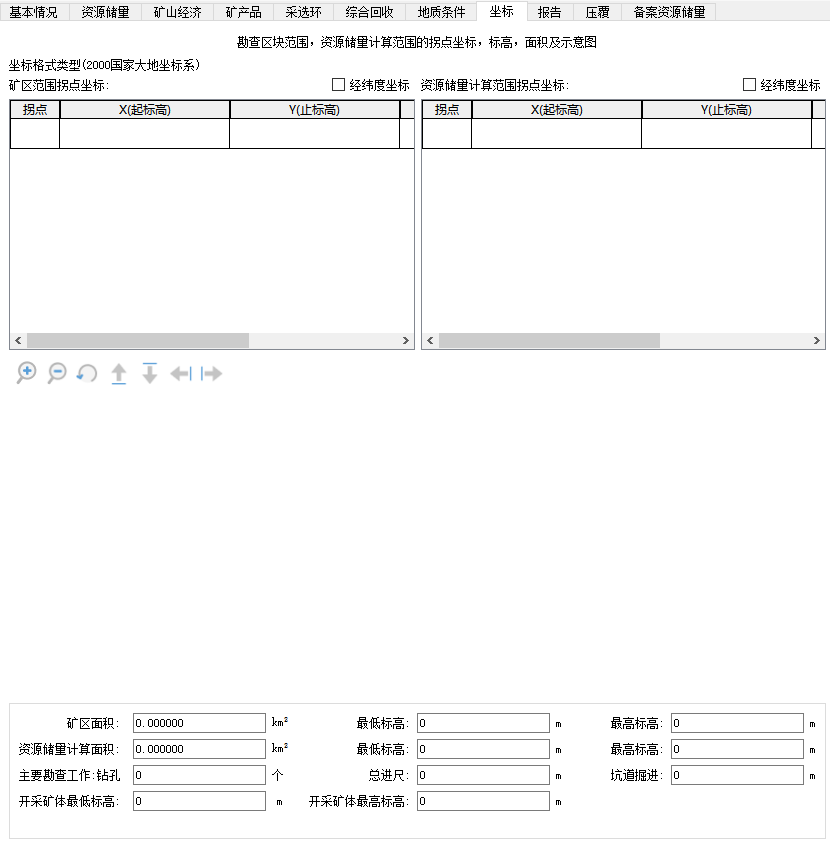 基本情况 资源储量 矿山经济 矿产品 采选环 综合回收 地质条件 坐标 报告 压覆 备案资源储量
勘查区块范围，资源储量计算范围的拐点坐标，标高，面积及示意图
坐标格式类型(2000国家大地坐标系)
矿区范围拐点坐标: 经纬度坐标 资源储量计算范围拐点坐标: 经纬度坐标
拐点 X(起标高) Y(止标高) 拐点 X(起标高) Y(止标高)
矿区面积: 0.000000 km² 最低标高: 0 m 最高标高: 0 m
资源储量计算面积: 0.000000 km² 最低标高: 0 m 最高标高: 0 m
主要勘查工作:钻孔 0 个 总进尺: 0 m 坑道掘进: 0 m
开采矿体最低标高: 0 m 开采矿体最高标高: 0 m